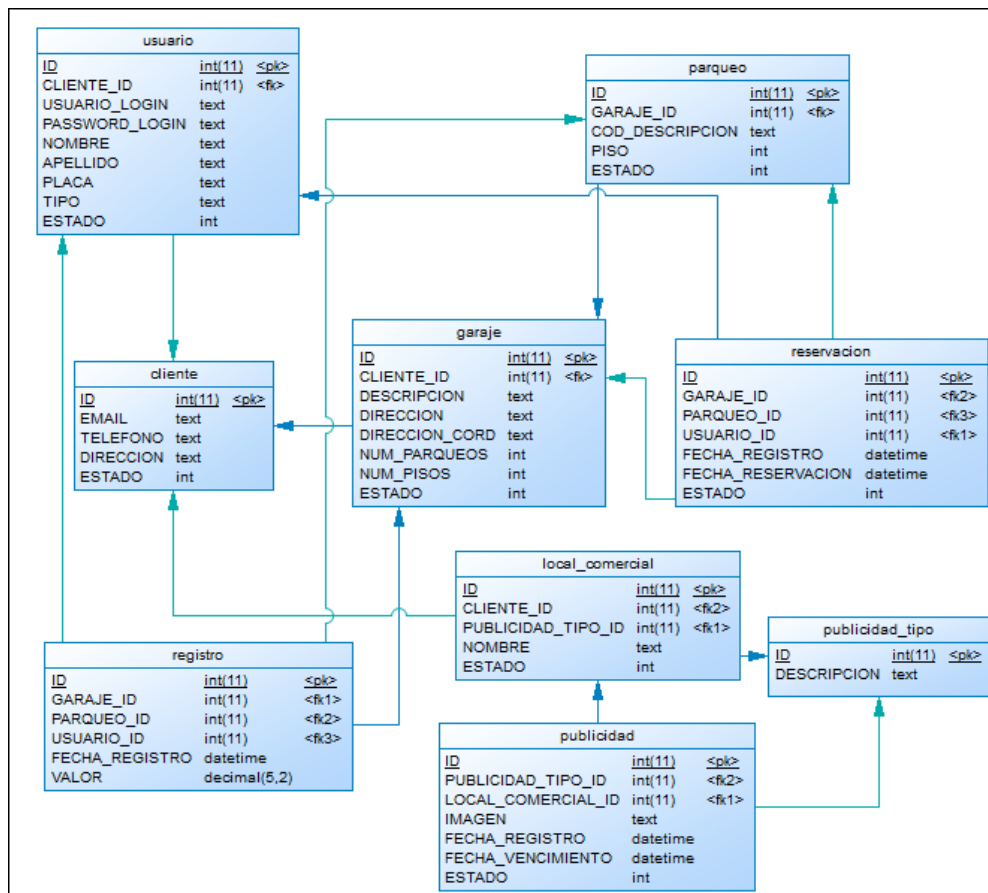 usuario
ID int(11) <pk>
CLIENTE_ID int(11) <fk>
USUARIO_LOGIN text
PASSWORD_LOGIN text
NOMBRE text
APELLIDO text
PLACA text
TIPO text
ESTADO int
parqueo
ID int(11) <pk>
GARAJE_ID int(11) <fk>
COD_DESCRIPCION text
PISO int
ESTADO int
cliente
ID int(11) <pk>
EMAIL text
TELEFONO text
DIRECCION text
ESTADO int
garaje
ID int(11) <pk>
CLIENTE_ID int(11) <fk>
DESCRIPCION text
DIRECCION text
DIRECCION_CORD text
NUM_PARQUEOS int
NUM_PISOS int
ESTADO int
reservacion
ID int(11) <pk>
GARAJE_ID int(11) <fk2>
PARQUEO_ID int(11) <fk3>
USUARIO_ID int(11) <fk1>
FECHA_REGISTRO datetime
FECHA_RESERVACION datetime
ESTADO int
local_comercial
ID int(11) <pk>
CLIENTE_ID int(11) <fk2>
PUBLICIDAD_TIPO_ID int(11) <fk1>
NOMBRE text
ESTADO int
publicidad_tipo
ID int(11) <pk>
DESCRIPCION text
registro
ID int(11) <pk>
GARAJE_ID int(11) <fk1>
PARQUEO_ID int(11) <fk2>
USUARIO_ID int(11) <fk3>
FECHA_REGISTRO datetime
VALOR decimal(5,2)
publicidad
ID int(11) <pk>
PUBLICIDAD_TIPO_ID int(11) <fk2>
LOCAL_COMERCIAL_ID int(11) <fk1>
IMAGEN text
FECHA_REGISTRO datetime
FECHA_VENCIMIENTO datetime
ESTADO int